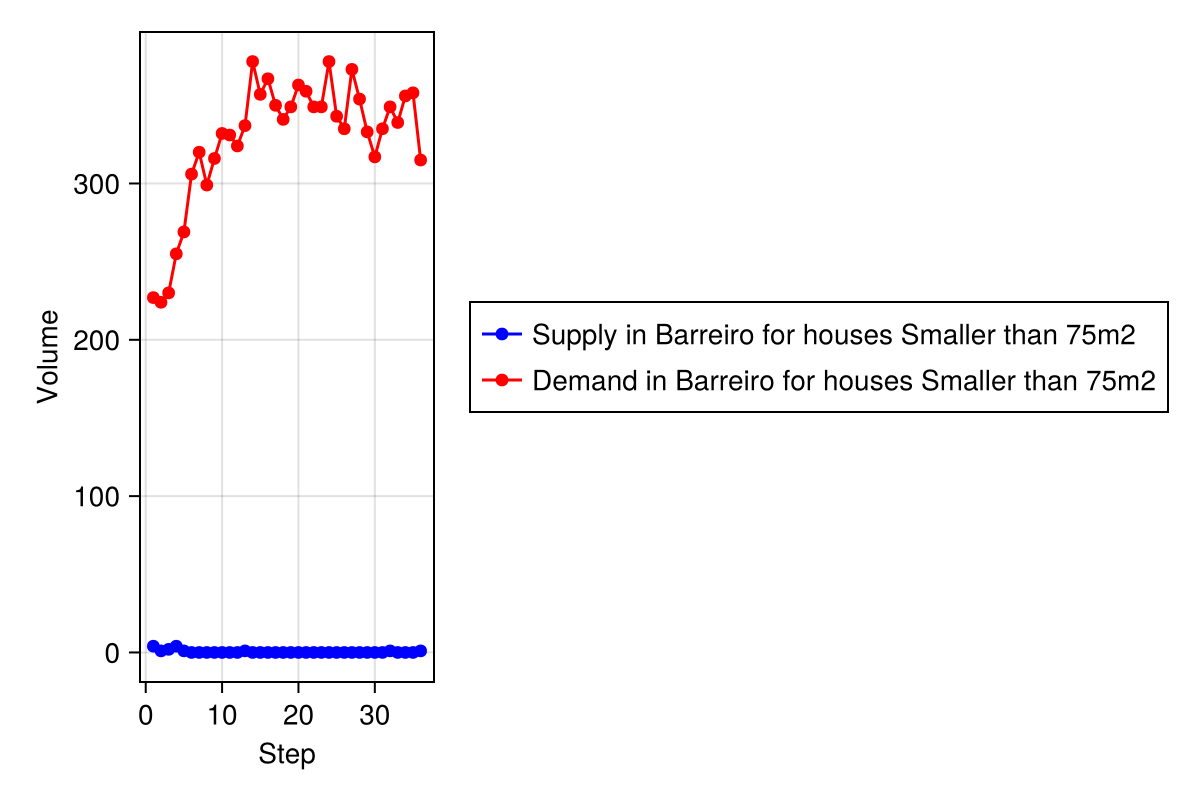 300
200
100
0
Volume
0 10 20 30
Step
Supply in Barreiro for houses Smaller than 75m2
Demand in Barreiro for houses Smaller than 75m2